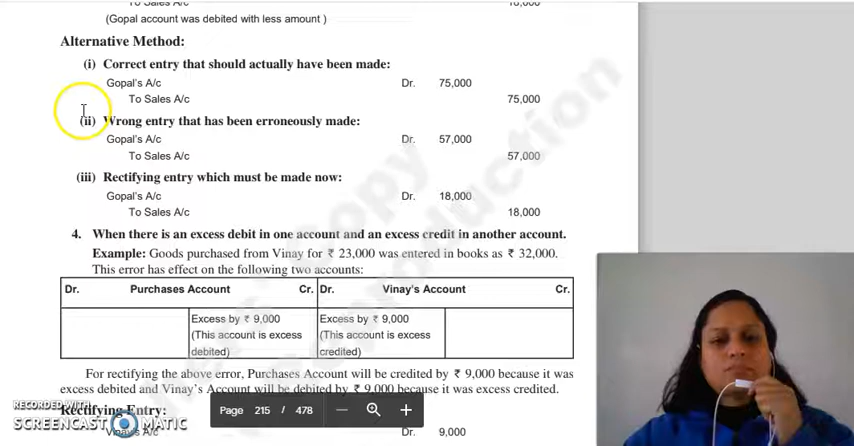 To Sales A/c 18,000
(Gopal account was debited with less amount )
Alternative Method:
(i) Correct entry that should actually have been made:
Gopal's A/c Dr. 75,000
To Sales A/c 75,000
(ii) Wrong entry that has been erroneously made:
Gopal's A/c Dr. 57,000
To Sales A/c 57,000
(iii) Rectifying entry which must be made now:
Gopal's A/c Dr. 18,000
To Sales A/c 18,000
4. When there is an excess debit in one account and an excess credit in another account.
Example: Goods purchased from Vinay for ₹ 23,000 was entered in books as ₹ 32,000.
This error has effect on the following two accounts:
Dr. Purchases Account Cr. Dr. Vinay's Account Cr.
Excess by ₹ 9,000 Excess by ₹ 9,000
(This account is excess (This account is excess
debited) credited)
For rectifying the above error, Purchases Account will be credited by ₹ 9,000 because it was
excess debited and Vinay's Account will be debited by ₹ 9,000 because it was excess credited.
RECORDED WITH
Rectifying Entry:
SCREENCAST MATIC
Page 215 / 478
Vinay's A/c Dr. 9,000